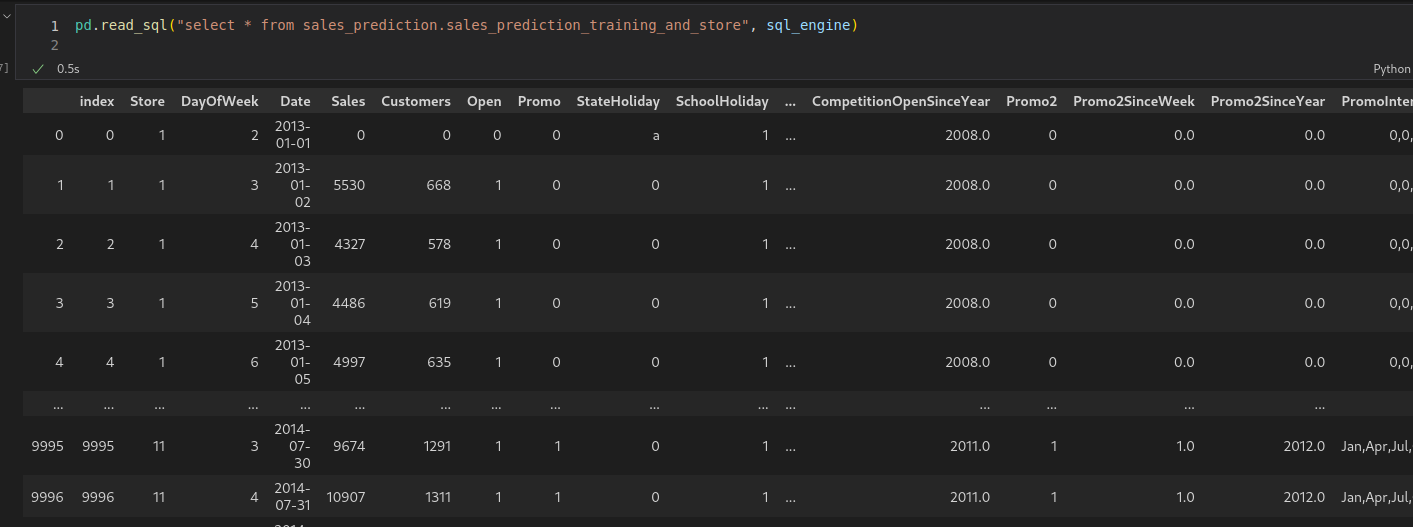 1 pd.read_sql("select * from sales_prediction.sales_prediction_training_and_store", sql_engine)
2
7] 0.5s Python
index Store DayOfWeek Date Sales Customers Open Promo StateHoliday SchoolHoliday ... CompetitionOpenSinceYear Promo2 Promo2SinceWeek Promo2SinceYear PromoInter
0 0 1 2 2013-01-01 0 0 0 0 a 1 ... 2008.0 0 0.0 0.0 0,0,
1 1 1 3 2013-01-02 5530 668 1 0 0 1 ... 2008.0 0 0.0 0.0 0,0,
2 2 1 4 2013-01-03 4327 578 1 0 0 1 ... 2008.0 0 0.0 0.0 0,0,
3 3 1 5 2013-01-04 4486 619 1 0 0 1 ... 2008.0 0 0.0 0.0 0,0,
4 4 1 6 2013-01-05 4997 635 1 0 0 1 ... 2008.0 0 0.0 0.0 0,0,
... ... ... ... ... ... ... ... ... ... ... ... ... ... ... ...
9995 9995 11 3 2014-07-30 9674 1291 1 1 0 1 ... 2011.0 1 1.0 2012.0 Jan,Apr,Jul,
9996 9996 11 4 2014-07-31 10907 1311 1 1 0 1 ... 2011.0 1 1.0 2012.0 Jan,Apr,Jul,